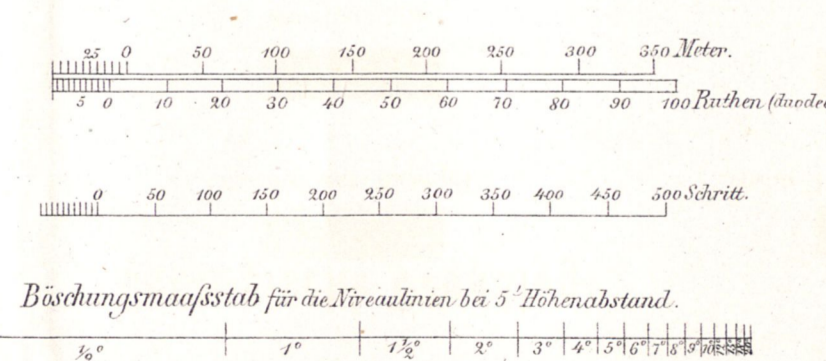 25 0 50 100 150 200 250 300 350 Meter.
5 0 10 20 30 40 50 60 70 80 90 100 Ruthen
0 50 100 150 200 250 300 350 400 450 500 Schritt.
Böschungsmaaſsstab für die Niveaulinien bei 5' Höhenabstand.
½° 1° 1½° 2° 3° 4° 5° 6° 7° 8° 9° 10°